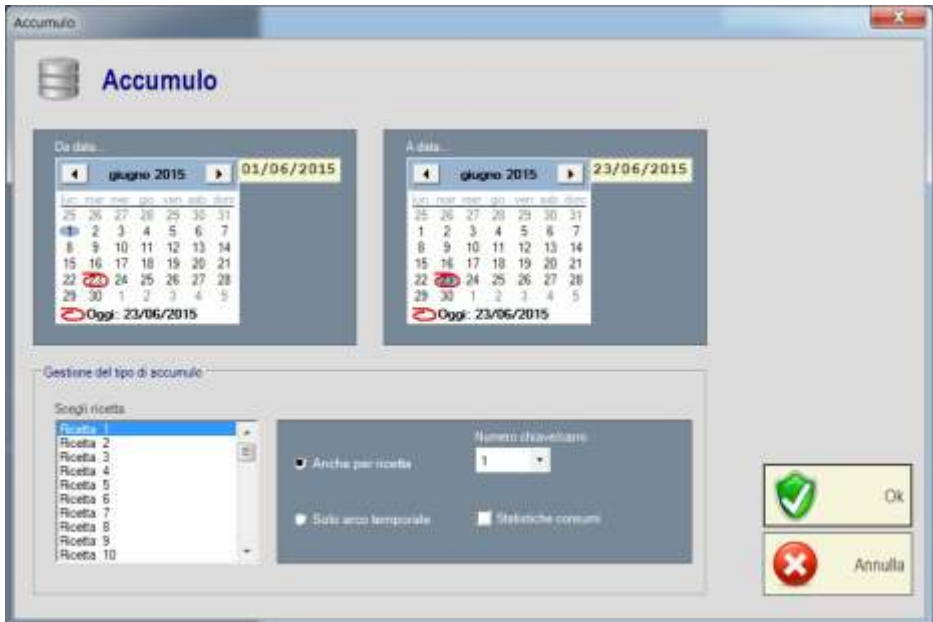 Accumulo
Accumulo
Da data...
giugno 2015
01/06/2015
lun mar mer gio ven sab dom
25 26 27 28 29 30 31
1 2 3 4 5 6 7
8 9 10 11 12 13 14
15 16 17 18 19 20 21
22 23 24 25 26 27 28
29 30 1 2 3 4 5
Oggi: 23/06/2015
A data...
giugno 2015
23/06/2015
lun mar mer gio ven sab dom
25 26 27 28 29 30 31
1 2 3 4 5 6 7
8 9 10 11 12 13 14
15 16 17 18 19 20 21
22 23 24 25 26 27 28
29 30 1 2 3 4 5
Oggi: 23/06/2015
Gestione del tipo di accumulo
Scegli ricetta
Ricetta 1
Ricetta 2
Ricetta 3
Ricetta 4
Ricetta 5
Ricetta 6
Ricetta 7
Ricetta 8
Ricetta 9
Ricetta 10
Anche per ricetta
Numero
1
Solo arco temporale
Statistiche consumi
Ok
Annulla